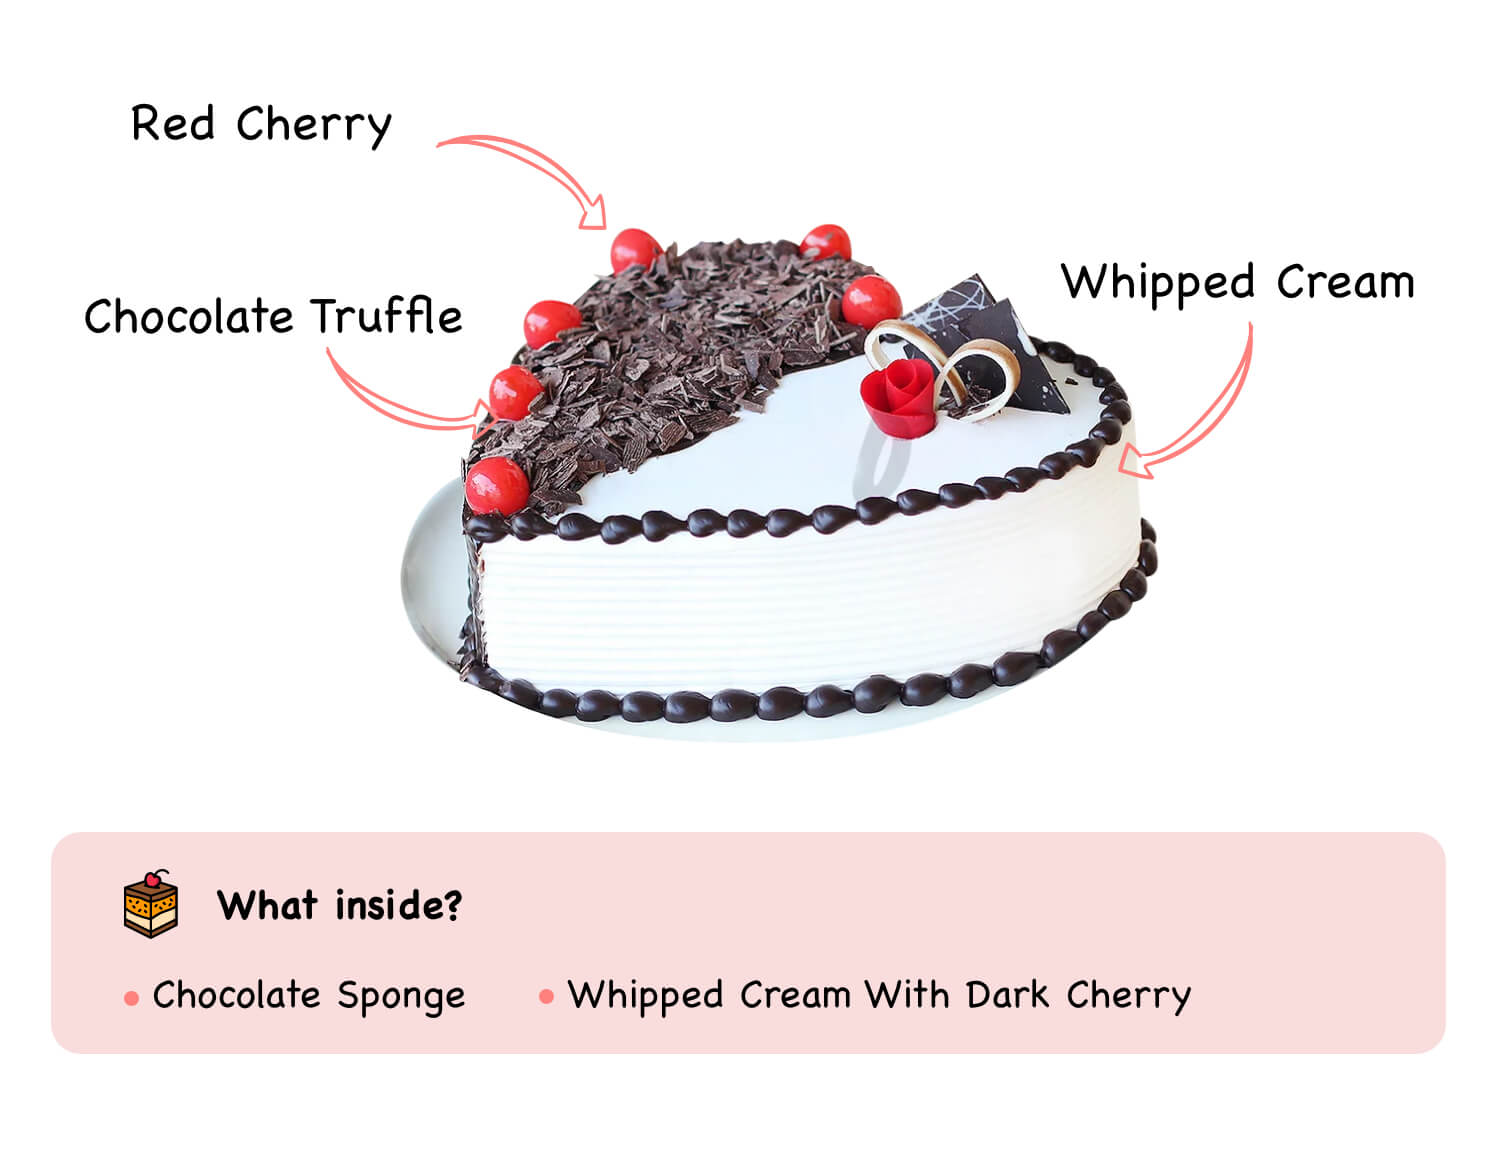 Red Cherry
Whipped Cream
Chocolate Truffle
What inside?
Chocolate Sponge
Whipped Cream With Dark Cherry